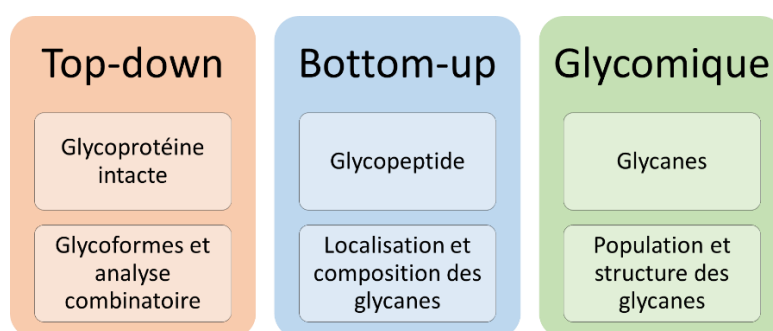 Top-down
Glycoprotéine
intacte
Glycoformes et
analyse
combinatoire
Bottom-up
Glycopeptide
Localisation et
composition des
glycanes
Glycomique
Glycanes
Population et
structure des
glycanes